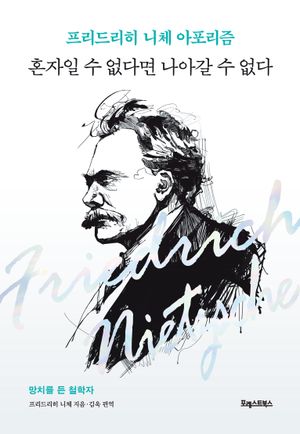 프리드리히 니체 아포리즘
혼자일 수 없다면 나아갈 수 없다
Friedrich
Nietzsche
망치를 든 철학자
프리드리히 니체 지음·김욱 편역
포레스트북스